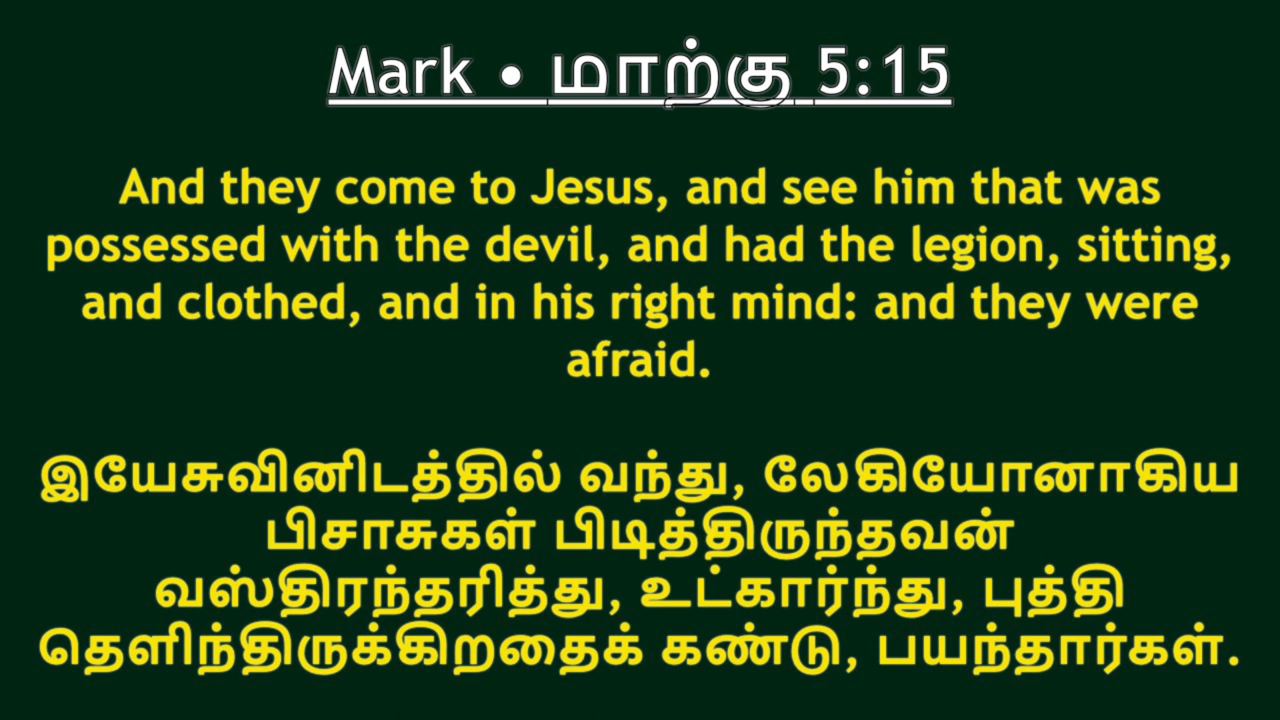 Mark • மாற்கு 5:15
And they come to Jesus, and see him that was
possessed with the devil, and had the legion, sitting,
and clothed, and in his right mind: and they were
afraid.
இயேசுவினிடத்தில் வந்து, லேகியோனாகிய
பிசாசுகள் பிடித்திருந்தவன்
வஸ்திரந்தரித்து, உட்கார்ந்து, புத்தி
தெளிந்திருக்கிறதைக் கண்டு, பயந்தார்கள்.